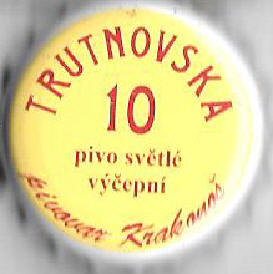 TRUTNOVSKA
10
pivo světlé
výčepní
pivovar Krakonoš